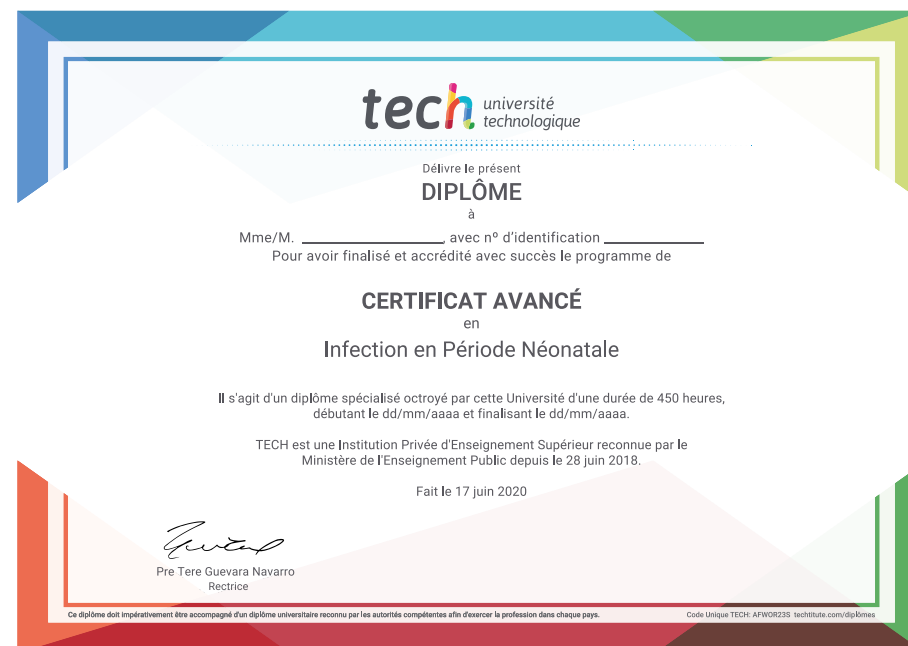 tech université
technologique
Délivre le présent
DIPLÔME
à
Mme/M. ____________, avec nº d'identification ____________
Pour avoir finalisé et accrédité avec succès le programme de
CERTIFICAT AVANCÉ
en
Infection en Période Néonatale
Il s'agit d'un diplôme spécialisé octroyé par cette Université d'une durée de 450 heures,
débutant le dd/mm/aaaa et finalisant le dd/mm/aaaa.
TECH est une Institution Privée d'Enseignement Supérieur reconnue par le
Ministère de l'Enseignement Public depuis le 28 juin 2018.
Fait le 17 juin 2020
Pre Tere Guevara Navarro
Rectrice
Ce diplôme doit impérativement être accompagné d'un diplôme universitaire reconnu par les autorités compétentes afin d'exercer la profession dans chaque pays.
Code Unique TECH: AFWOR23S techtitute.com/diplômes